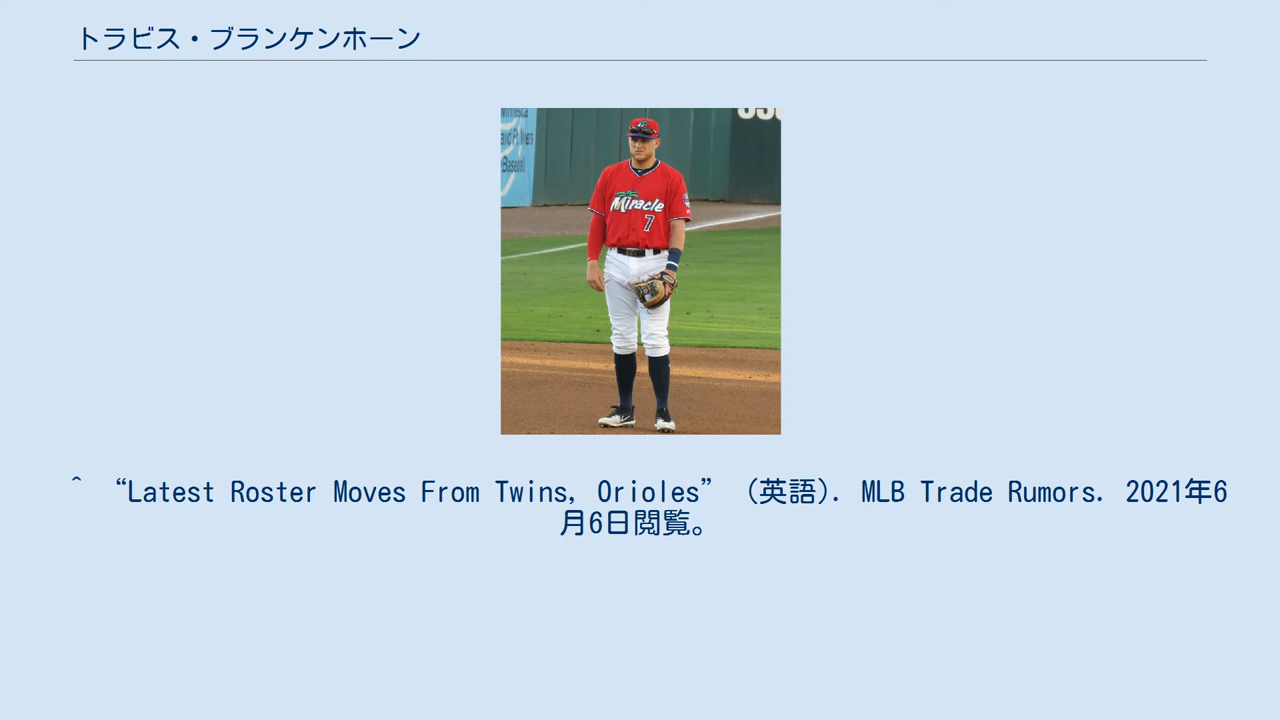 トラビス・ブランケンホーン
Baseball
Miracle
7
^ “Latest Roster Moves From Twins, Orioles” (英語). MLB Trade Rumors. 2021年6
月6日閲覧。